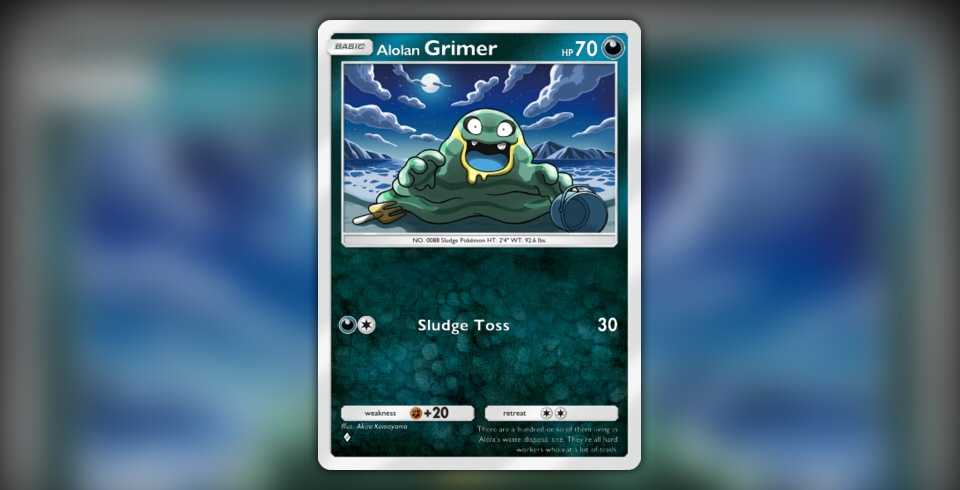 BASIC Alolan Grimer HP 70
NO. 0088 Sludge Pokémon HT: 2'4" WT: 92.6 lbs.
Sludge Toss 30
weakness +20 retreat
Illus. Akira Komayama
There are a hundred or so of them living in
Alola's waste disposal site. They're all hard
workers who eat a lot of trash.